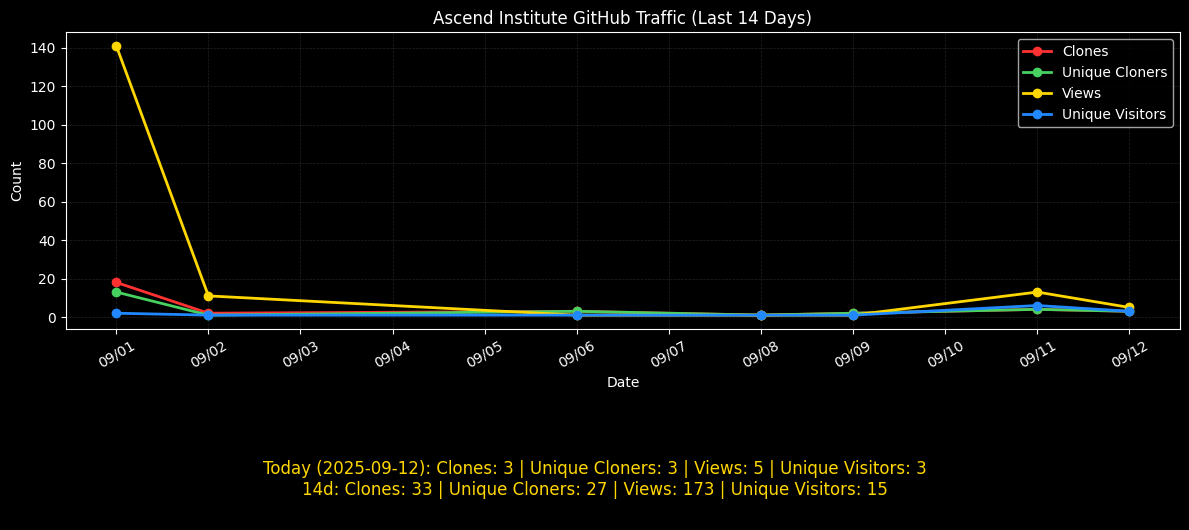 Ascend Institute GitHub Traffic (Last 14 Days)
Clones
Unique Cloners
Views
Unique Visitors
Count
140
120
100
80
60
40
20
0
09/01
09/02
09/03
09/04
09/05
09/06
09/07
09/08
09/09
09/10
09/11
09/12
Date
Today (2025-09-12): Clones: 3 | Unique Cloners: 3 | Views: 5 | Unique Visitors: 3
14d: Clones: 33 | Unique Cloners: 27 | Views: 173 | Unique Visitors: 15